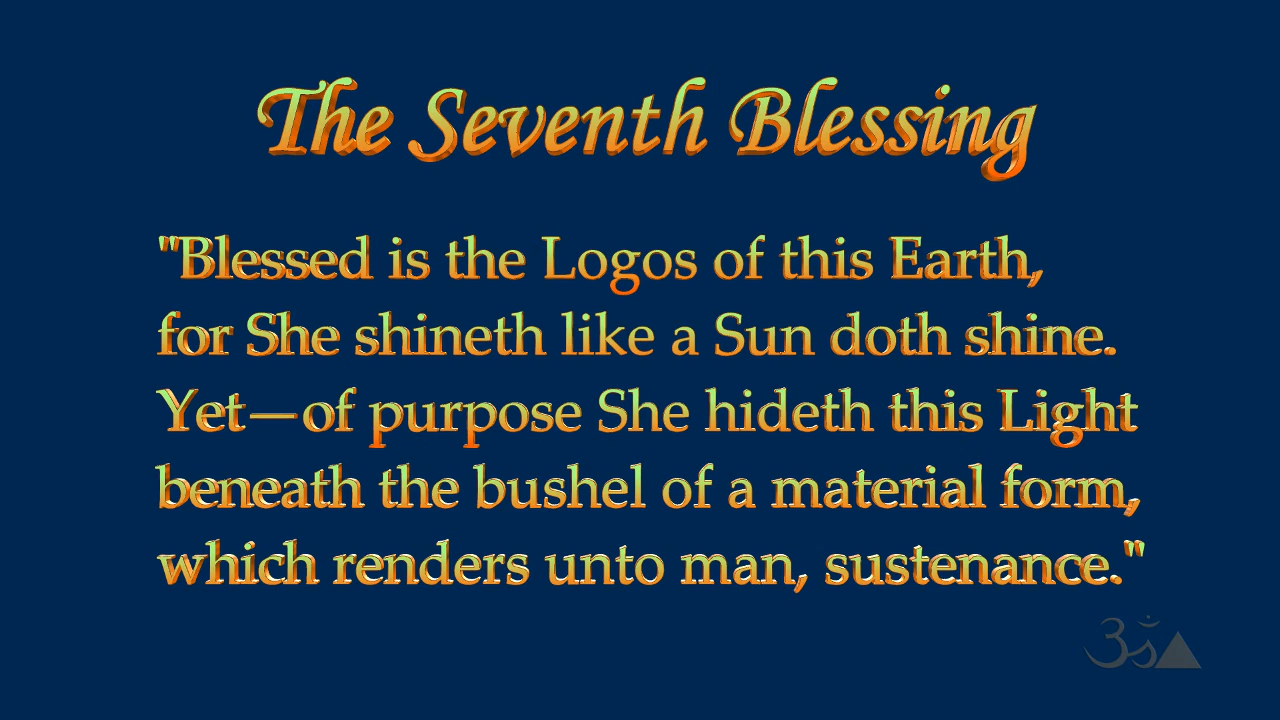 The Seventh Blessing
"Blessed is the Logos of this Earth,
for She shineth like a Sun doth shine.
Yet—of purpose She hideth this Light
beneath the bushel of a material form,
which renders unto man, sustenance."